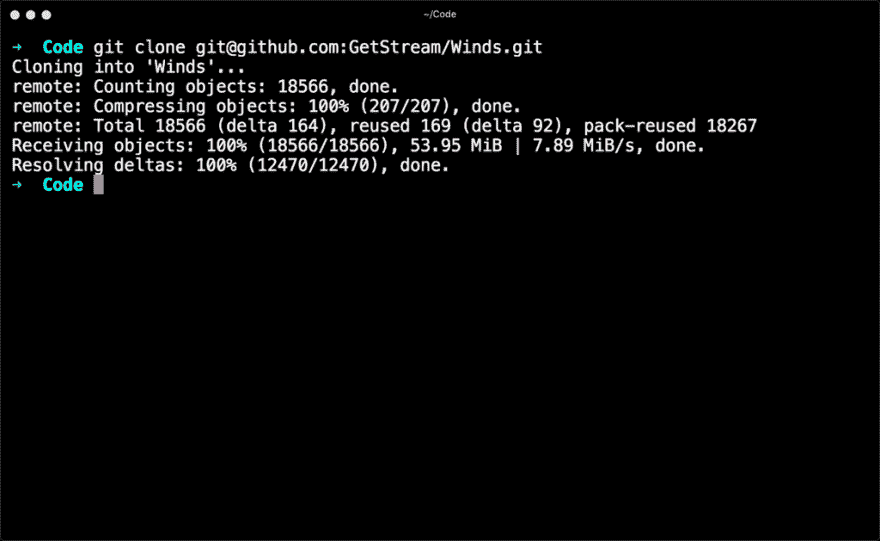 ~/Code
➜ Code git clone git@github.com:GetStream/Winds.git
Cloning into 'Winds'...
remote: Counting objects: 18566, done.
remote: Compressing objects: 100% (207/207), done.
remote: Total 18566 (delta 164), reused 169 (delta 92), pack-reused 18267
Receiving objects: 100% (18566/18566), 53.95 MiB | 7.89 MiB/s, done.
Resolving deltas: 100% (12470/12470), done.
➜ Code